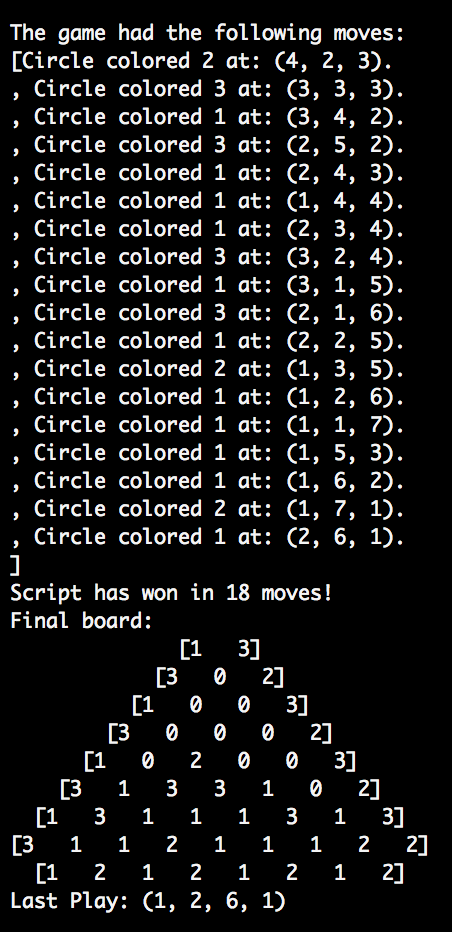 The game had the following moves:
[Circle colored 2 at: (4, 2, 3).
, Circle colored 3 at: (3, 3, 3).
, Circle colored 1 at: (3, 4, 2).
, Circle colored 3 at: (2, 5, 2).
, Circle colored 1 at: (2, 4, 3).
, Circle colored 1 at: (1, 4, 4).
, Circle colored 1 at: (2, 3, 4).
, Circle colored 3 at: (3, 2, 4).
, Circle colored 1 at: (3, 1, 5).
, Circle colored 3 at: (2, 1, 6).
, Circle colored 1 at: (2, 2, 5).
, Circle colored 2 at: (1, 3, 5).
, Circle colored 1 at: (1, 2, 6).
, Circle colored 1 at: (1, 1, 7).
, Circle colored 1 at: (1, 5, 3).
, Circle colored 1 at: (1, 6, 2).
, Circle colored 2 at: (1, 7, 1).
, Circle colored 1 at: (2, 6, 1).
]
Script has won in 18 moves!
Final board:
[1 3]
[3 0 2]
[1 0 0 3]
[3 0 0 0 2]
[1 0 2 0 0 3]
[3 1 3 3 1 0 2]
[1 3 1 1 1 3 1 3]
[3 1 1 2 1 1 1 2 2]
[1 2 1 2 1 2 1 2]
Last Play: (1, 2, 6, 1)